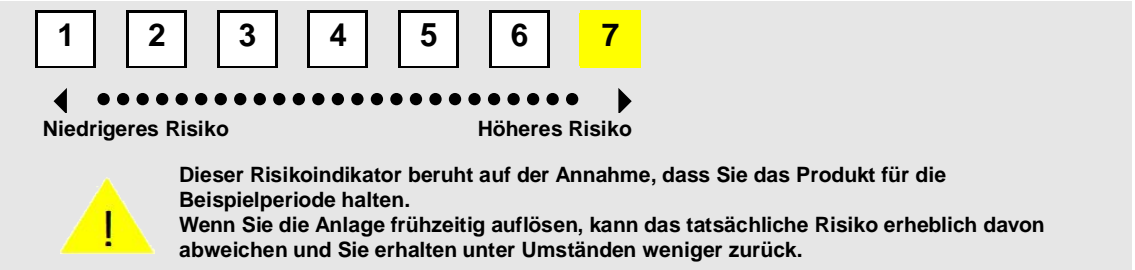 1 2 3 4 5 6 7
Niedrigeres Risiko Höheres Risiko
Dieser Risikoindikator beruht auf der Annahme, dass Sie das Produkt für die
Beispielperiode halten.
Wenn Sie die Anlage frühzeitig auflösen, kann das tatsächliche Risiko erheblich davon
abweichen und Sie erhalten unter Umständen weniger zurück.
!